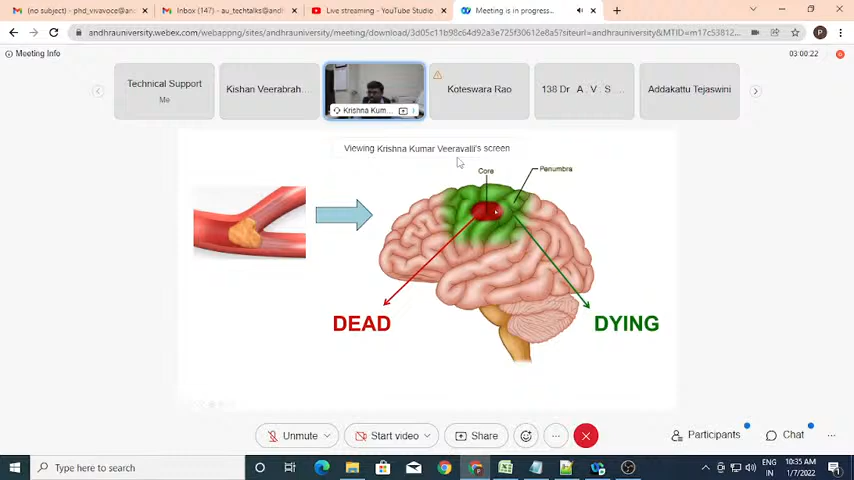 (no subject) - phd_vivavoce@and
Inbox (147) - au_techtalks@andh
Live streaming - YouTube Studio
Meeting is in progress...
andhrauniversity.webex.com/webappng/sites/andhrauniversity/meeting/download/3d05c11b98c64d92a3e725f30612e8a5?siteurl=andhrauniversity&MTID=m17c53812...
Meeting Info
03:00:22
Technical Support
Me
Kishan Veerabrah...
Krishna Kum...
Koteswara Rao
138 Dr A . V . S ...
Addakattu Tejaswini
Viewing Krishna Kumar Veeravalli's screen
Core
Penumbra
DEAD
DYING
Unmute
Start video
Share
Participants
Chat
Type here to search
ENG
IN
10:35 AM
1/7/2022